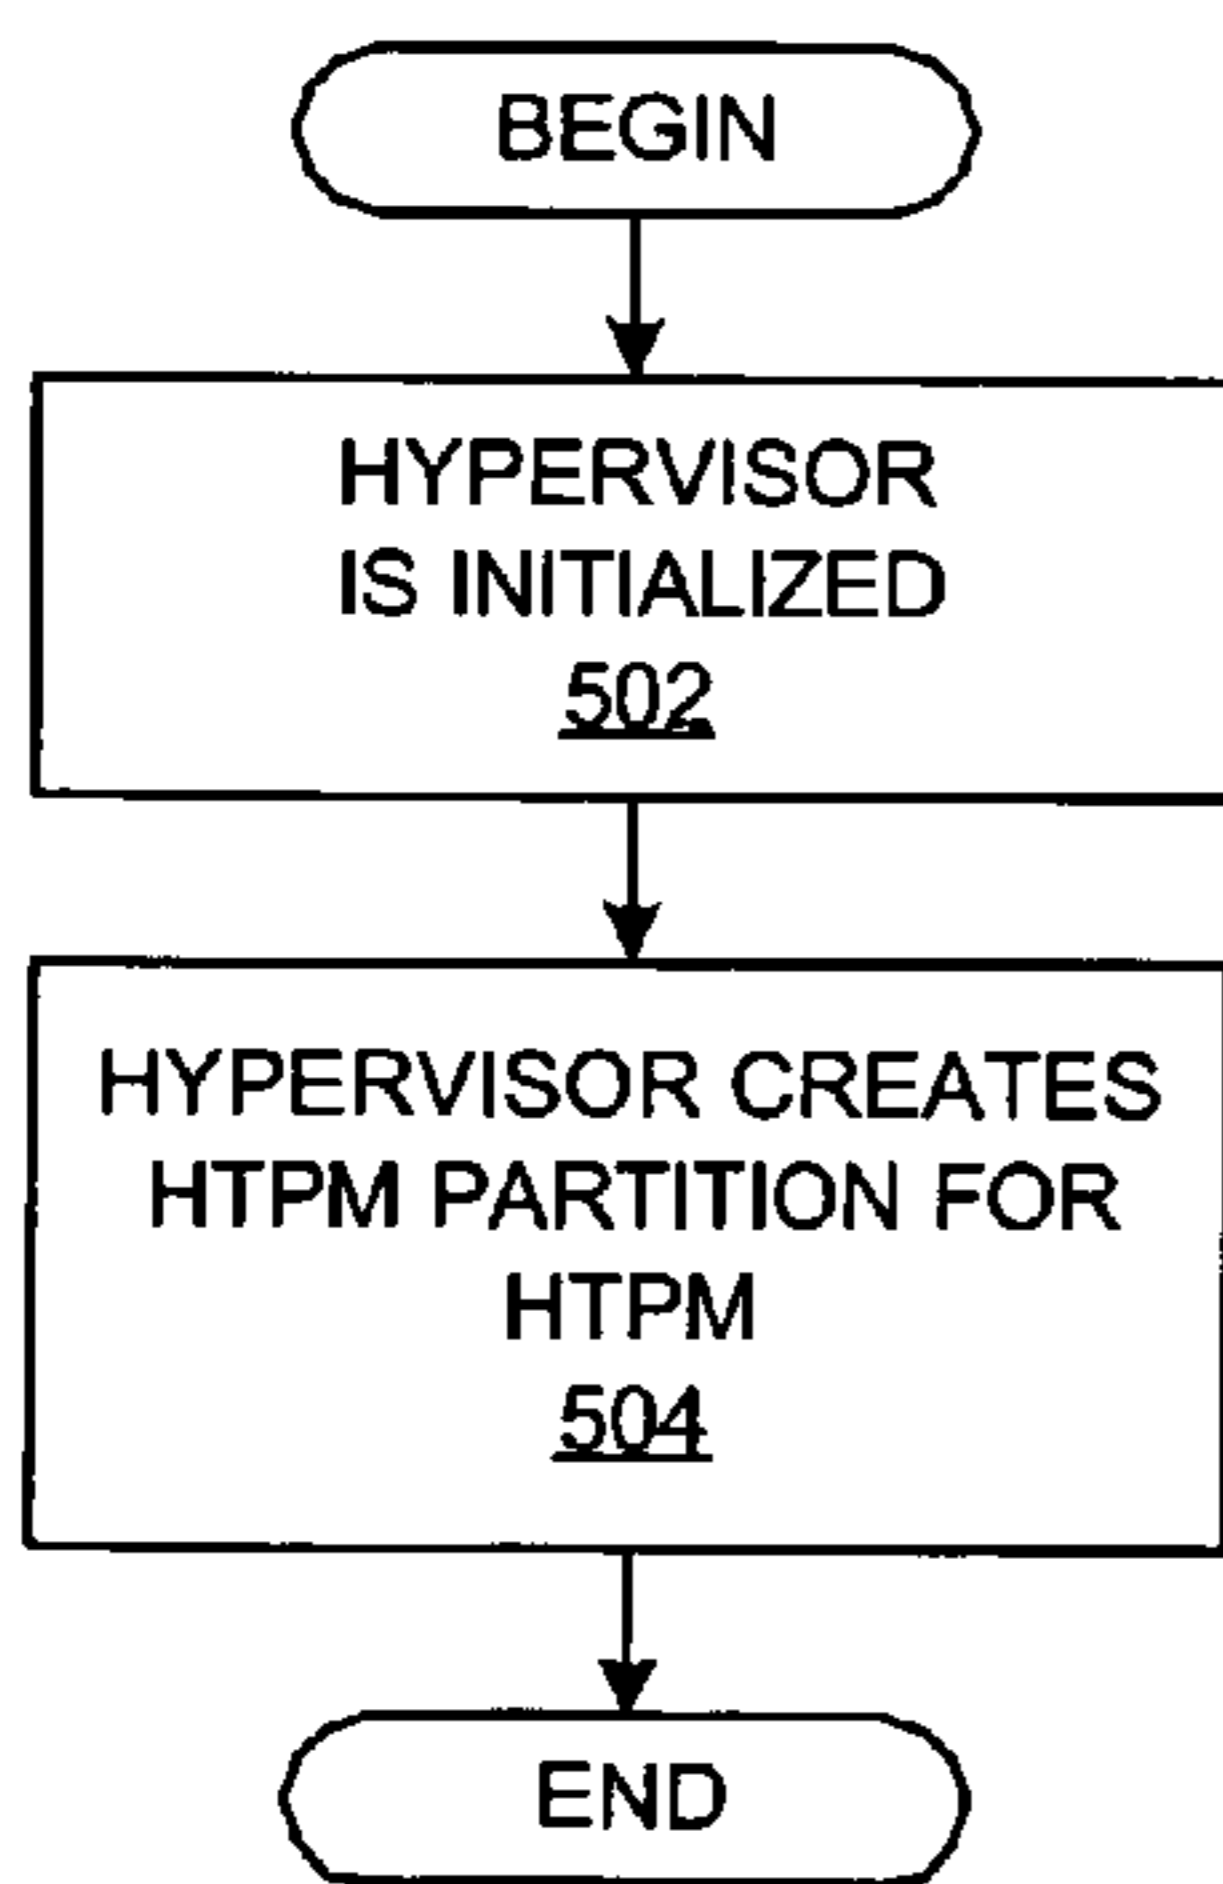 BEGIN
HYPERVISOR
IS INITIALIZED
502
HYPERVISOR CREATES
HTPM PARTITION FOR
HTPM
504
END